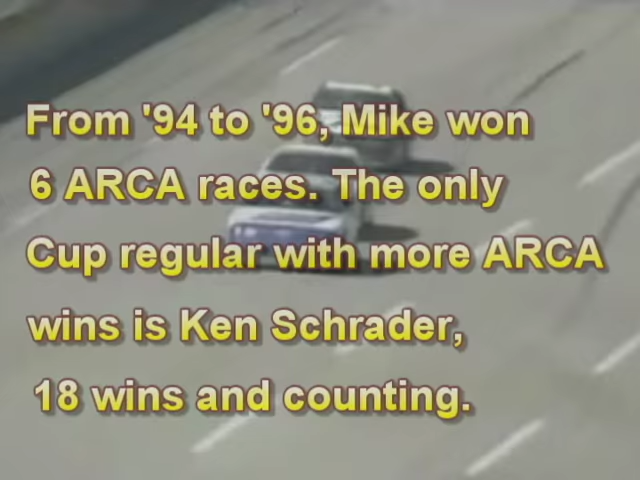 From '94 to '96, Mike won
6 ARCA races. The only
Cup regular with more ARCA
wins is Ken Schrader,
18 wins and counting.